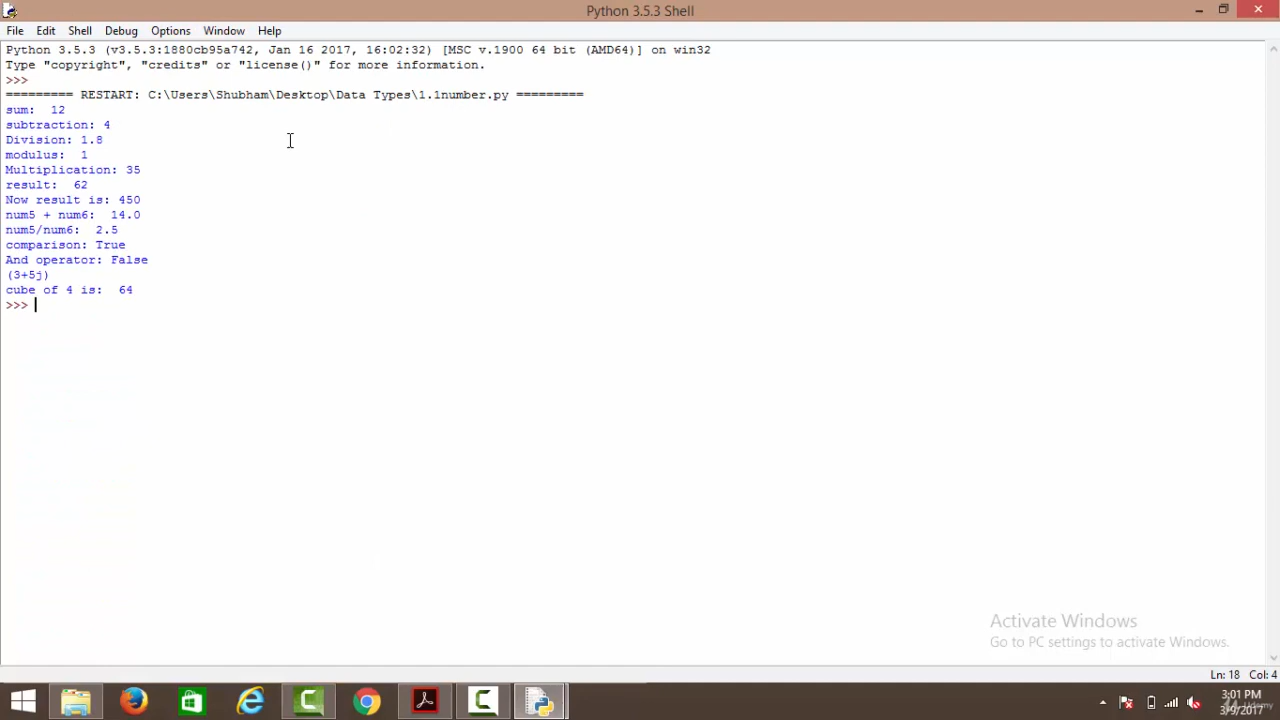 Python 3.5.3 Shell
File Edit Shell Debug Options Window Help
Python 3.5.3 (v3.5.3:1880cb95a742, Jan 16 2017, 16:02:32) [MSC v.1900 64 bit (AMD64)] on win32
Type "copyright", "credits" or "license()" for more information.
>>>
========= RESTART: C:\Users\Shubham\Desktop\Data Types\1.1number.py =========
sum:  12
subtraction: 4
Division: 1.8
modulus:  1
Multiplication: 35
result:  62
Now result is: 450
num5 + num6:  14.0
num5/num6:  2.5
comparison: True
And operator: False
(3+5j)
cube of 4 is:  64
>>>
Activate Windows
Go to PC settings to activate Windows.
Ln: 18 Col: 4
3:01 PM
3/9/2017
Udemy